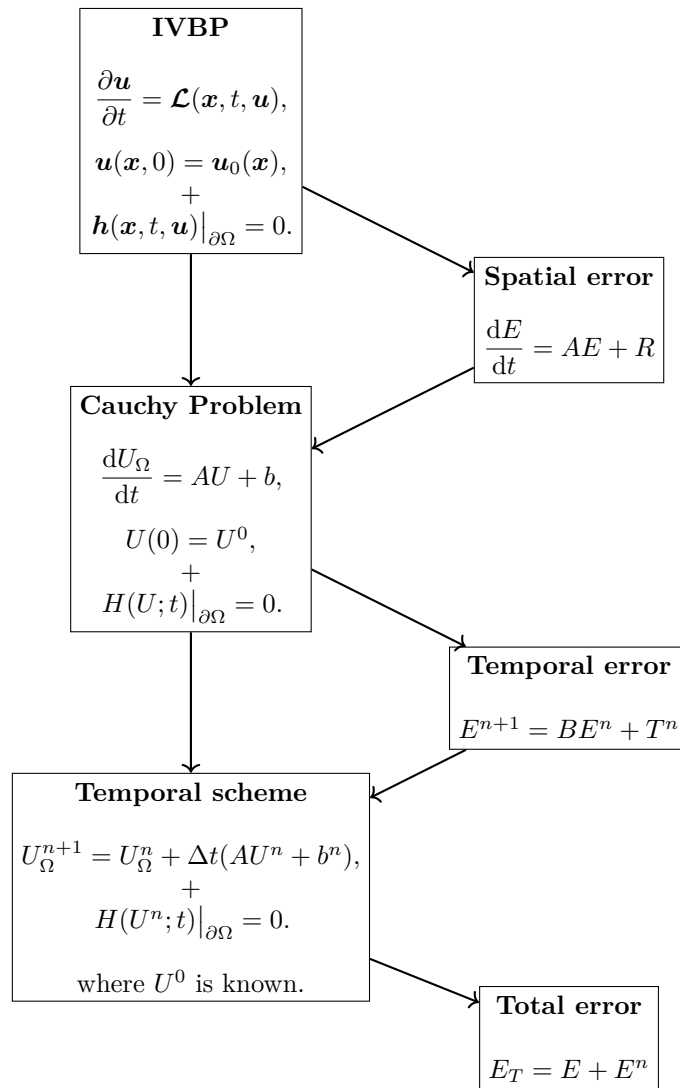 IVBP
∂𝒖/∂t = 𝓛(𝒙, t, 𝒖),
𝒖(𝒙, 0) = 𝒖₀(𝒙),
+
𝒉(𝒙, t, 𝒖)|∂Ω = 0.
Spatial error
dE/dt = AE + R
Cauchy Problem
dU_Ω/dt = AU + b,
U(0) = U⁰,
+
H(U; t)|∂Ω = 0.
Temporal error
Eⁿ⁺¹ = BEⁿ + Tⁿ
Temporal scheme
U_Ωⁿ⁺¹ = U_Ωⁿ + Δt(AUⁿ + bⁿ),
+
H(Uⁿ; t)|∂Ω = 0.
where U⁰ is known.
Total error
E_T = E + Eⁿ